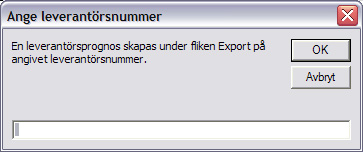 Ange leverantörsnummer
En leverantörsprognos skapas under fliken Export på
angivet leverantörsnummer.
OK
Avbryt